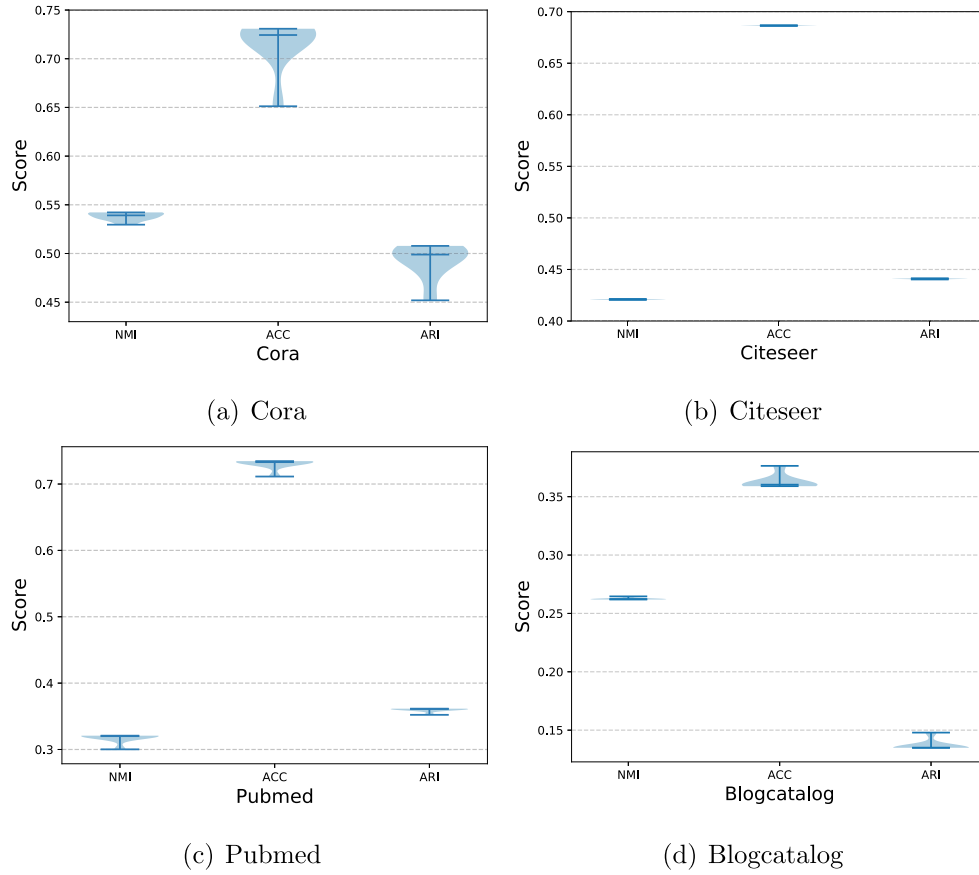 0.75
0.70
0.65
0.60
0.55
0.50
0.45
Score
NMI
ACC
ARI
Cora
(a) Cora
0.70
0.65
0.60
0.55
0.50
0.45
0.40
Score
NMI
ACC
ARI
Citeseer
(b) Citeseer
0.7
0.6
0.5
0.4
0.3
Score
NMI
ACC
ARI
Pubmed
(c) Pubmed
0.35
0.30
0.25
0.20
0.15
Score
NMI
ACC
ARI
Blogcatalog
(d) Blogcatalog